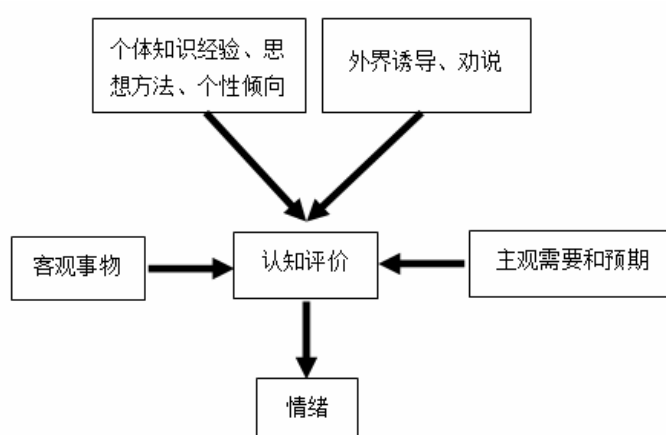 个体知识经验、思
想方法、个性倾向
外界诱导、劝说
客观事物
认知评价
主观需要和预期
情绪